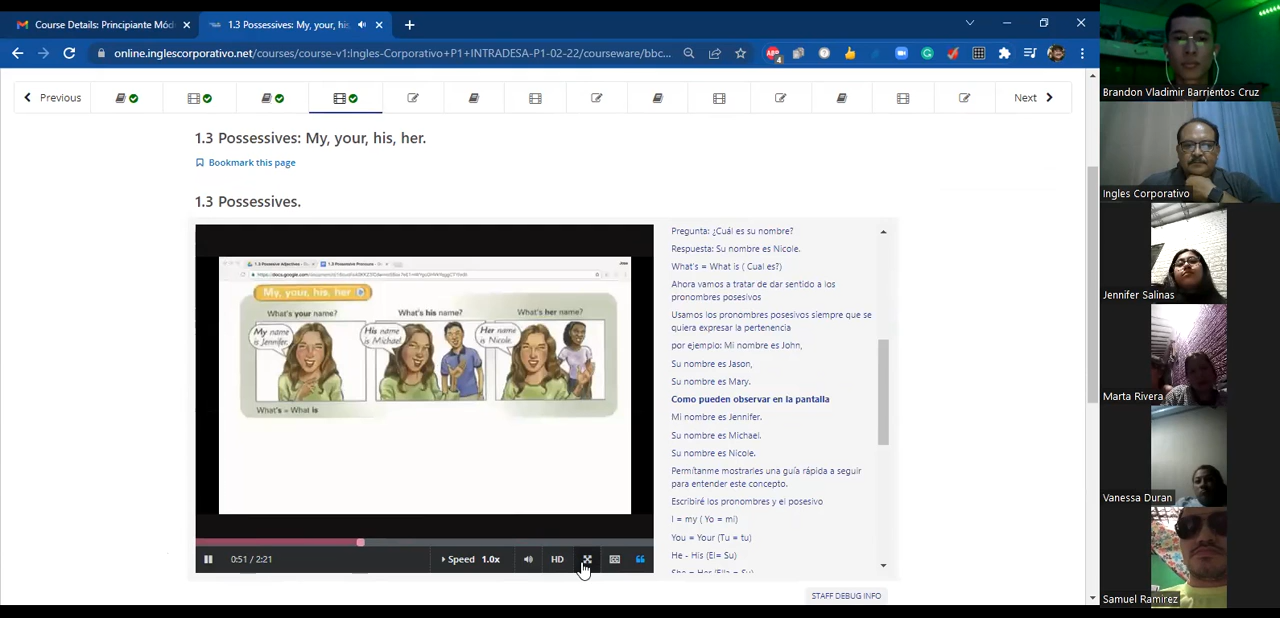 Course Details: Principiante Mód
1.3 Possessives: My, your, his,
online.inglescorporativo.net/courses/course-v1:Ingles-Corporativo+P1+INTRADESA-P1-02-22/courseware/bbc...
4
Previous
Next
1.3 Possessives: My, your, his, her.
Bookmark this page
1.3 Possessives.
My, your, his, her
What's your name?
What's his name?
What's her name?
My name is Jennifer.
His name is Michael.
Her name is Nicole.
What's = What is
0:51 / 2:21
Speed 1.0x
HD
Pregunta: ¿Cuál es su nombre?
Respuesta: Su nombre es Nicole.
What's = What is ( Cual es?)
Ahora vamos a tratar de dar sentido a los
pronombres posesivos
Usamos los pronombres posesivos siempre que se
quiera expresar la pertenencia
por ejemplo: Mi nombre es John,
Su nombre es Jason,
Su nombre es Mary.
Como pueden observar en la pantalla
Mi nombre es Jennifer.
Su nombre es Michael.
Su nombre es Nicole.
Permítanme mostrarles una guía rápida a seguir
para entender este concepto.
Escribiré los pronombres y el posesivo
I = my ( Yo = mi)
You = Your (Tu = tu)
He - His (El= Su)
She = Her (Ella = Su)
STAFF DEBUG INFO
Brandon Vladimir Barrientos Cruz
Ingles Corporativo
Jennifer Salinas
Marta Rivera
Vanessa Duran
Samuel Ramírez